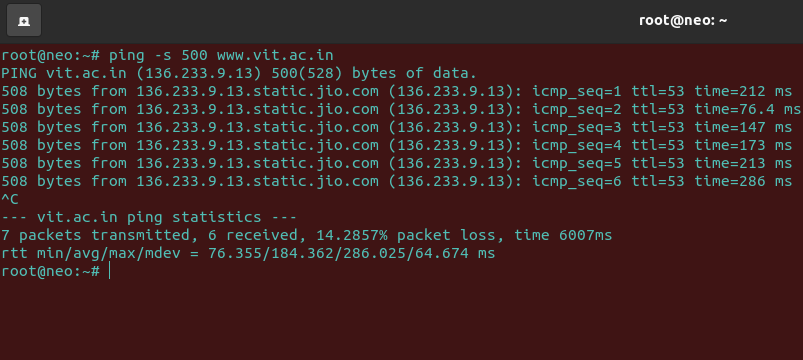 root@neo: ~
root@neo:~# ping -s 500 www.vit.ac.in
PING vit.ac.in (136.233.9.13) 500(528) bytes of data.
508 bytes from 136.233.9.13.static.jio.com (136.233.9.13): icmp_seq=1 ttl=53 time=212 ms
508 bytes from 136.233.9.13.static.jio.com (136.233.9.13): icmp_seq=2 ttl=53 time=76.4 ms
508 bytes from 136.233.9.13.static.jio.com (136.233.9.13): icmp_seq=3 ttl=53 time=147 ms
508 bytes from 136.233.9.13.static.jio.com (136.233.9.13): icmp_seq=4 ttl=53 time=173 ms
508 bytes from 136.233.9.13.static.jio.com (136.233.9.13): icmp_seq=5 ttl=53 time=213 ms
508 bytes from 136.233.9.13.static.jio.com (136.233.9.13): icmp_seq=6 ttl=53 time=286 ms
^C
--- vit.ac.in ping statistics ---
7 packets transmitted, 6 received, 14.2857% packet loss, time 6007ms
rtt min/avg/max/mdev = 76.355/184.362/286.025/64.674 ms
root@neo:~#